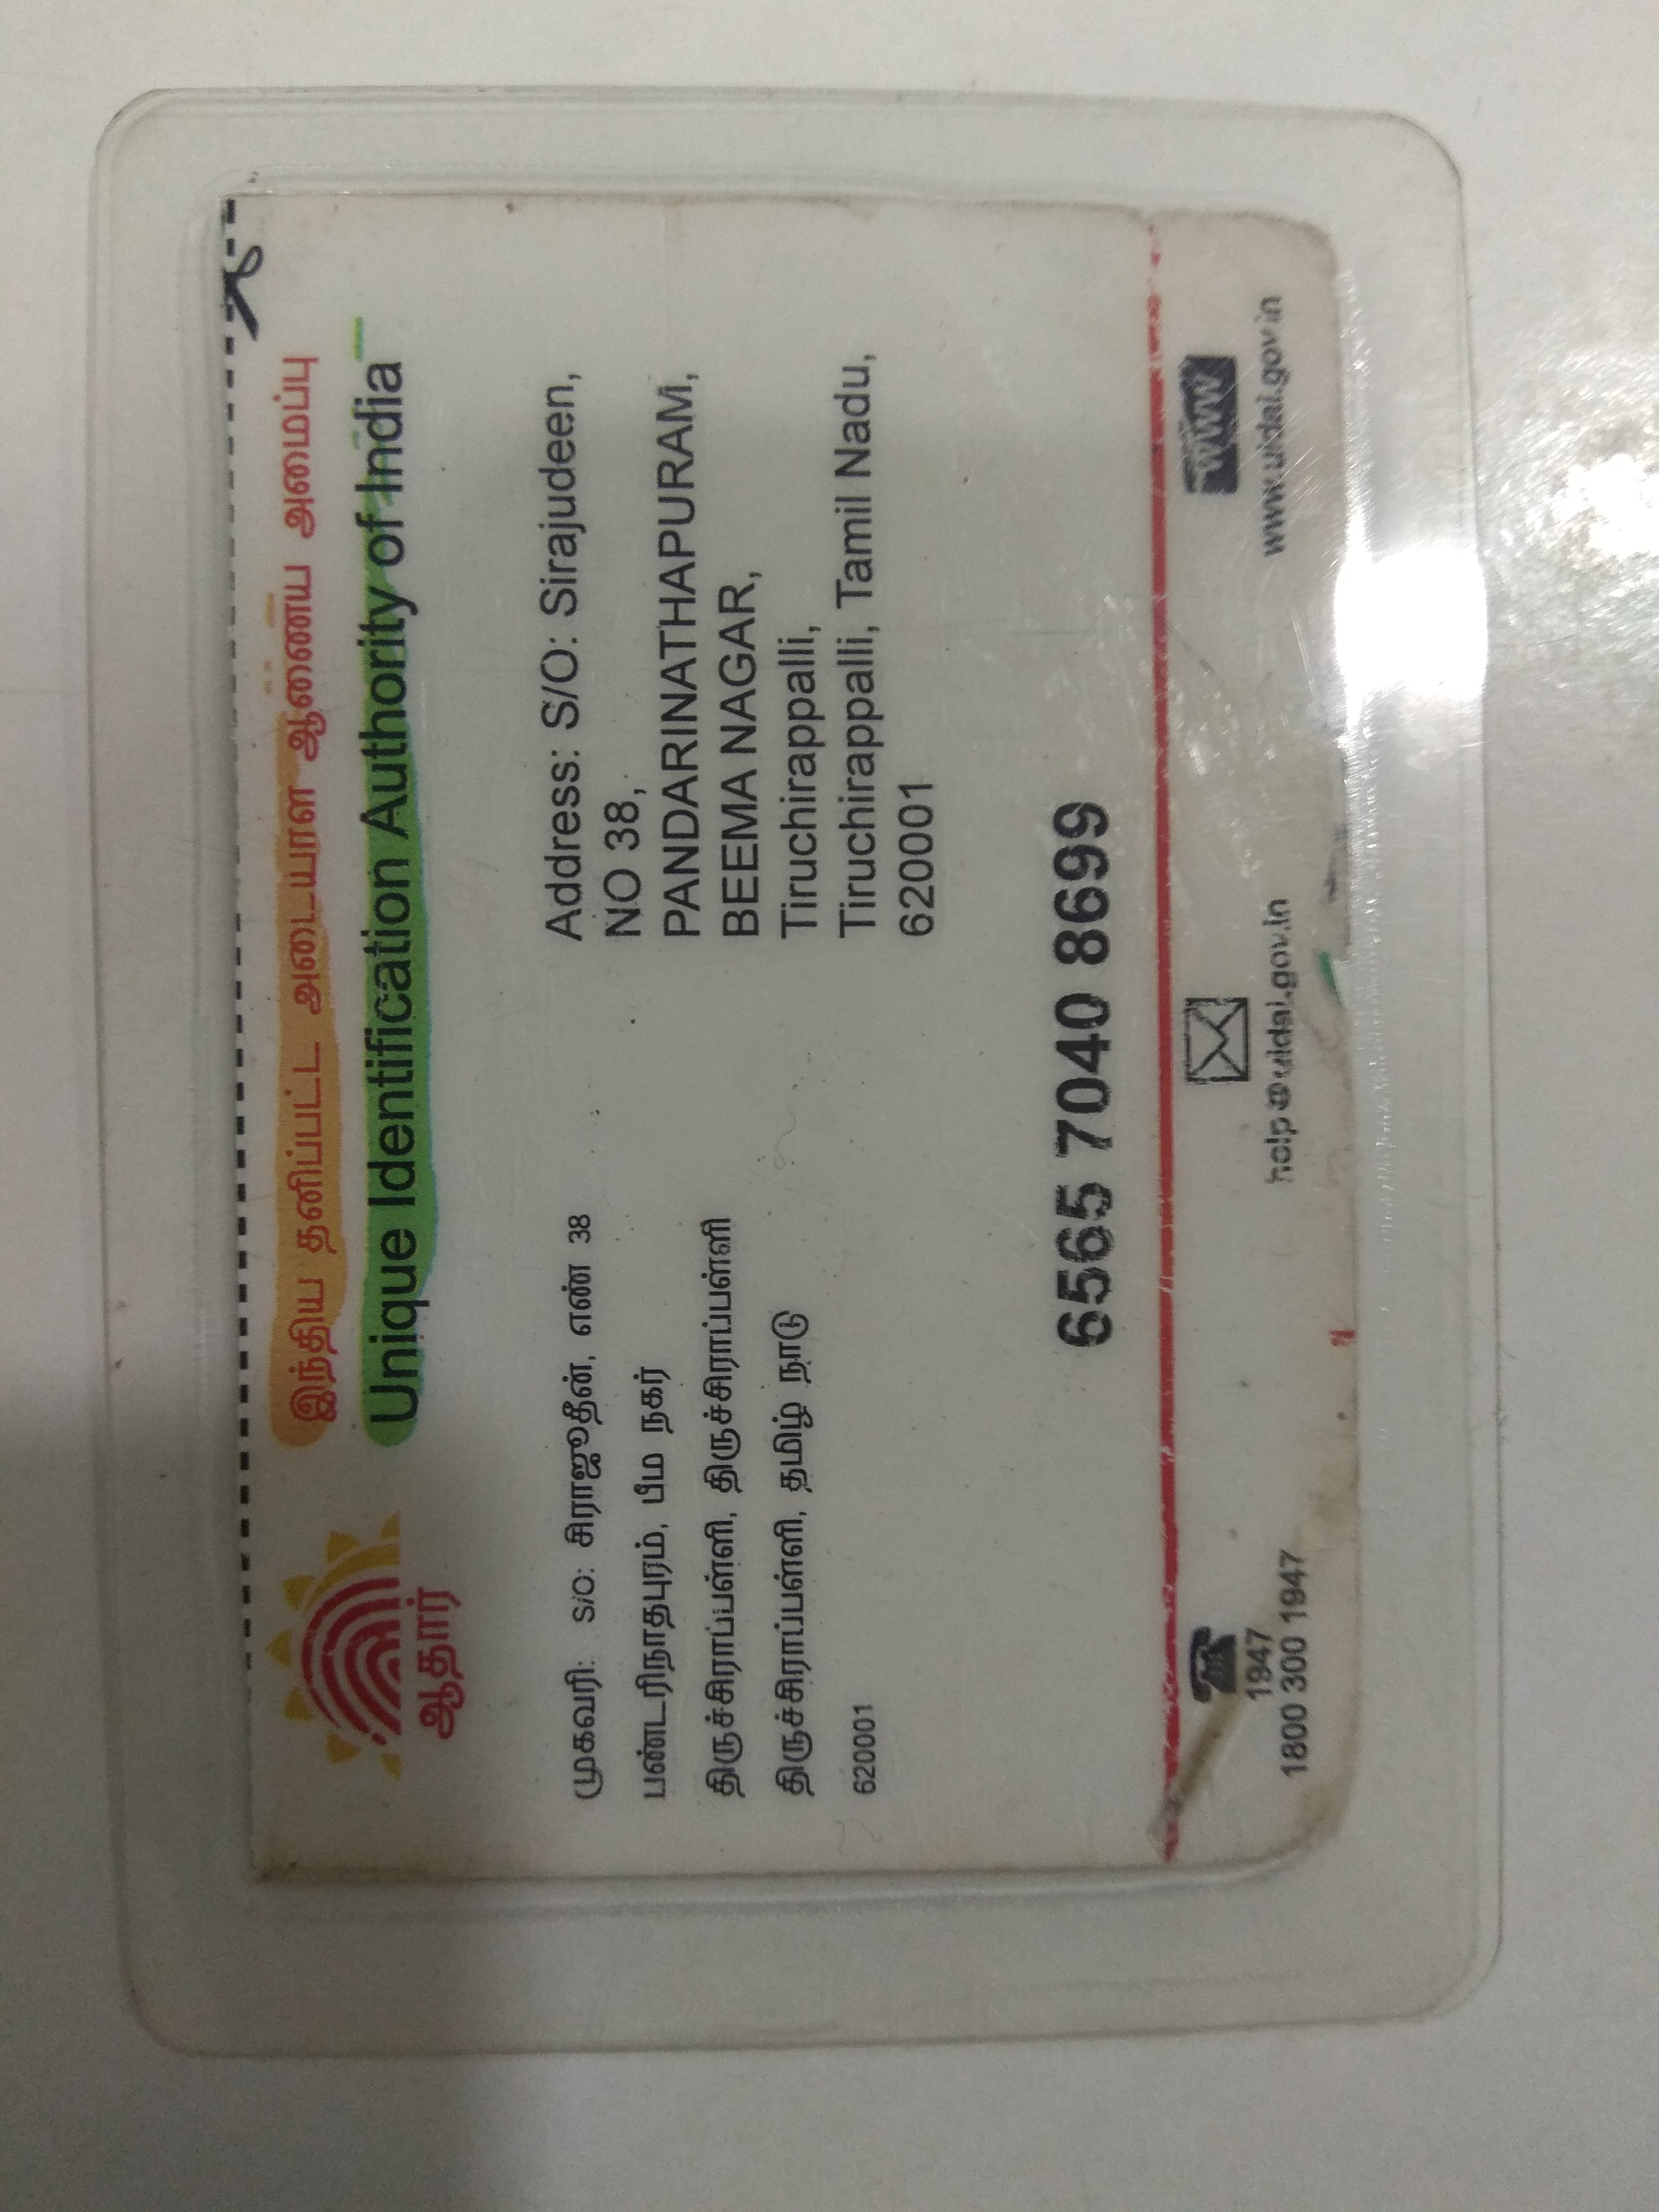 இந்திய தனிப்பட்ட அடையாள ஆணைய அமைப்பு
Unique Identification Authority of India
ஆதார்
முகவரி: S/O: சிராஜுதீன், எண் 38
பண்டரிநாதபுரம், பீம நகர்
திருச்சிராப்பள்ளி, திருச்சிராப்பள்ளி
திருச்சிராப்பள்ளி, தமிழ் நாடு
620001
Address: S/O: Sirajudeen,
NO 38,
PANDARINATHAPURAM,
BEEMA NAGAR,
Tiruchirappalli,
Tiruchirappalli, Tamil Nadu,
620001
6565 7040 8699
1947
1800 300 1947
help@uidai.gov.in
www
www.uidai.gov.in